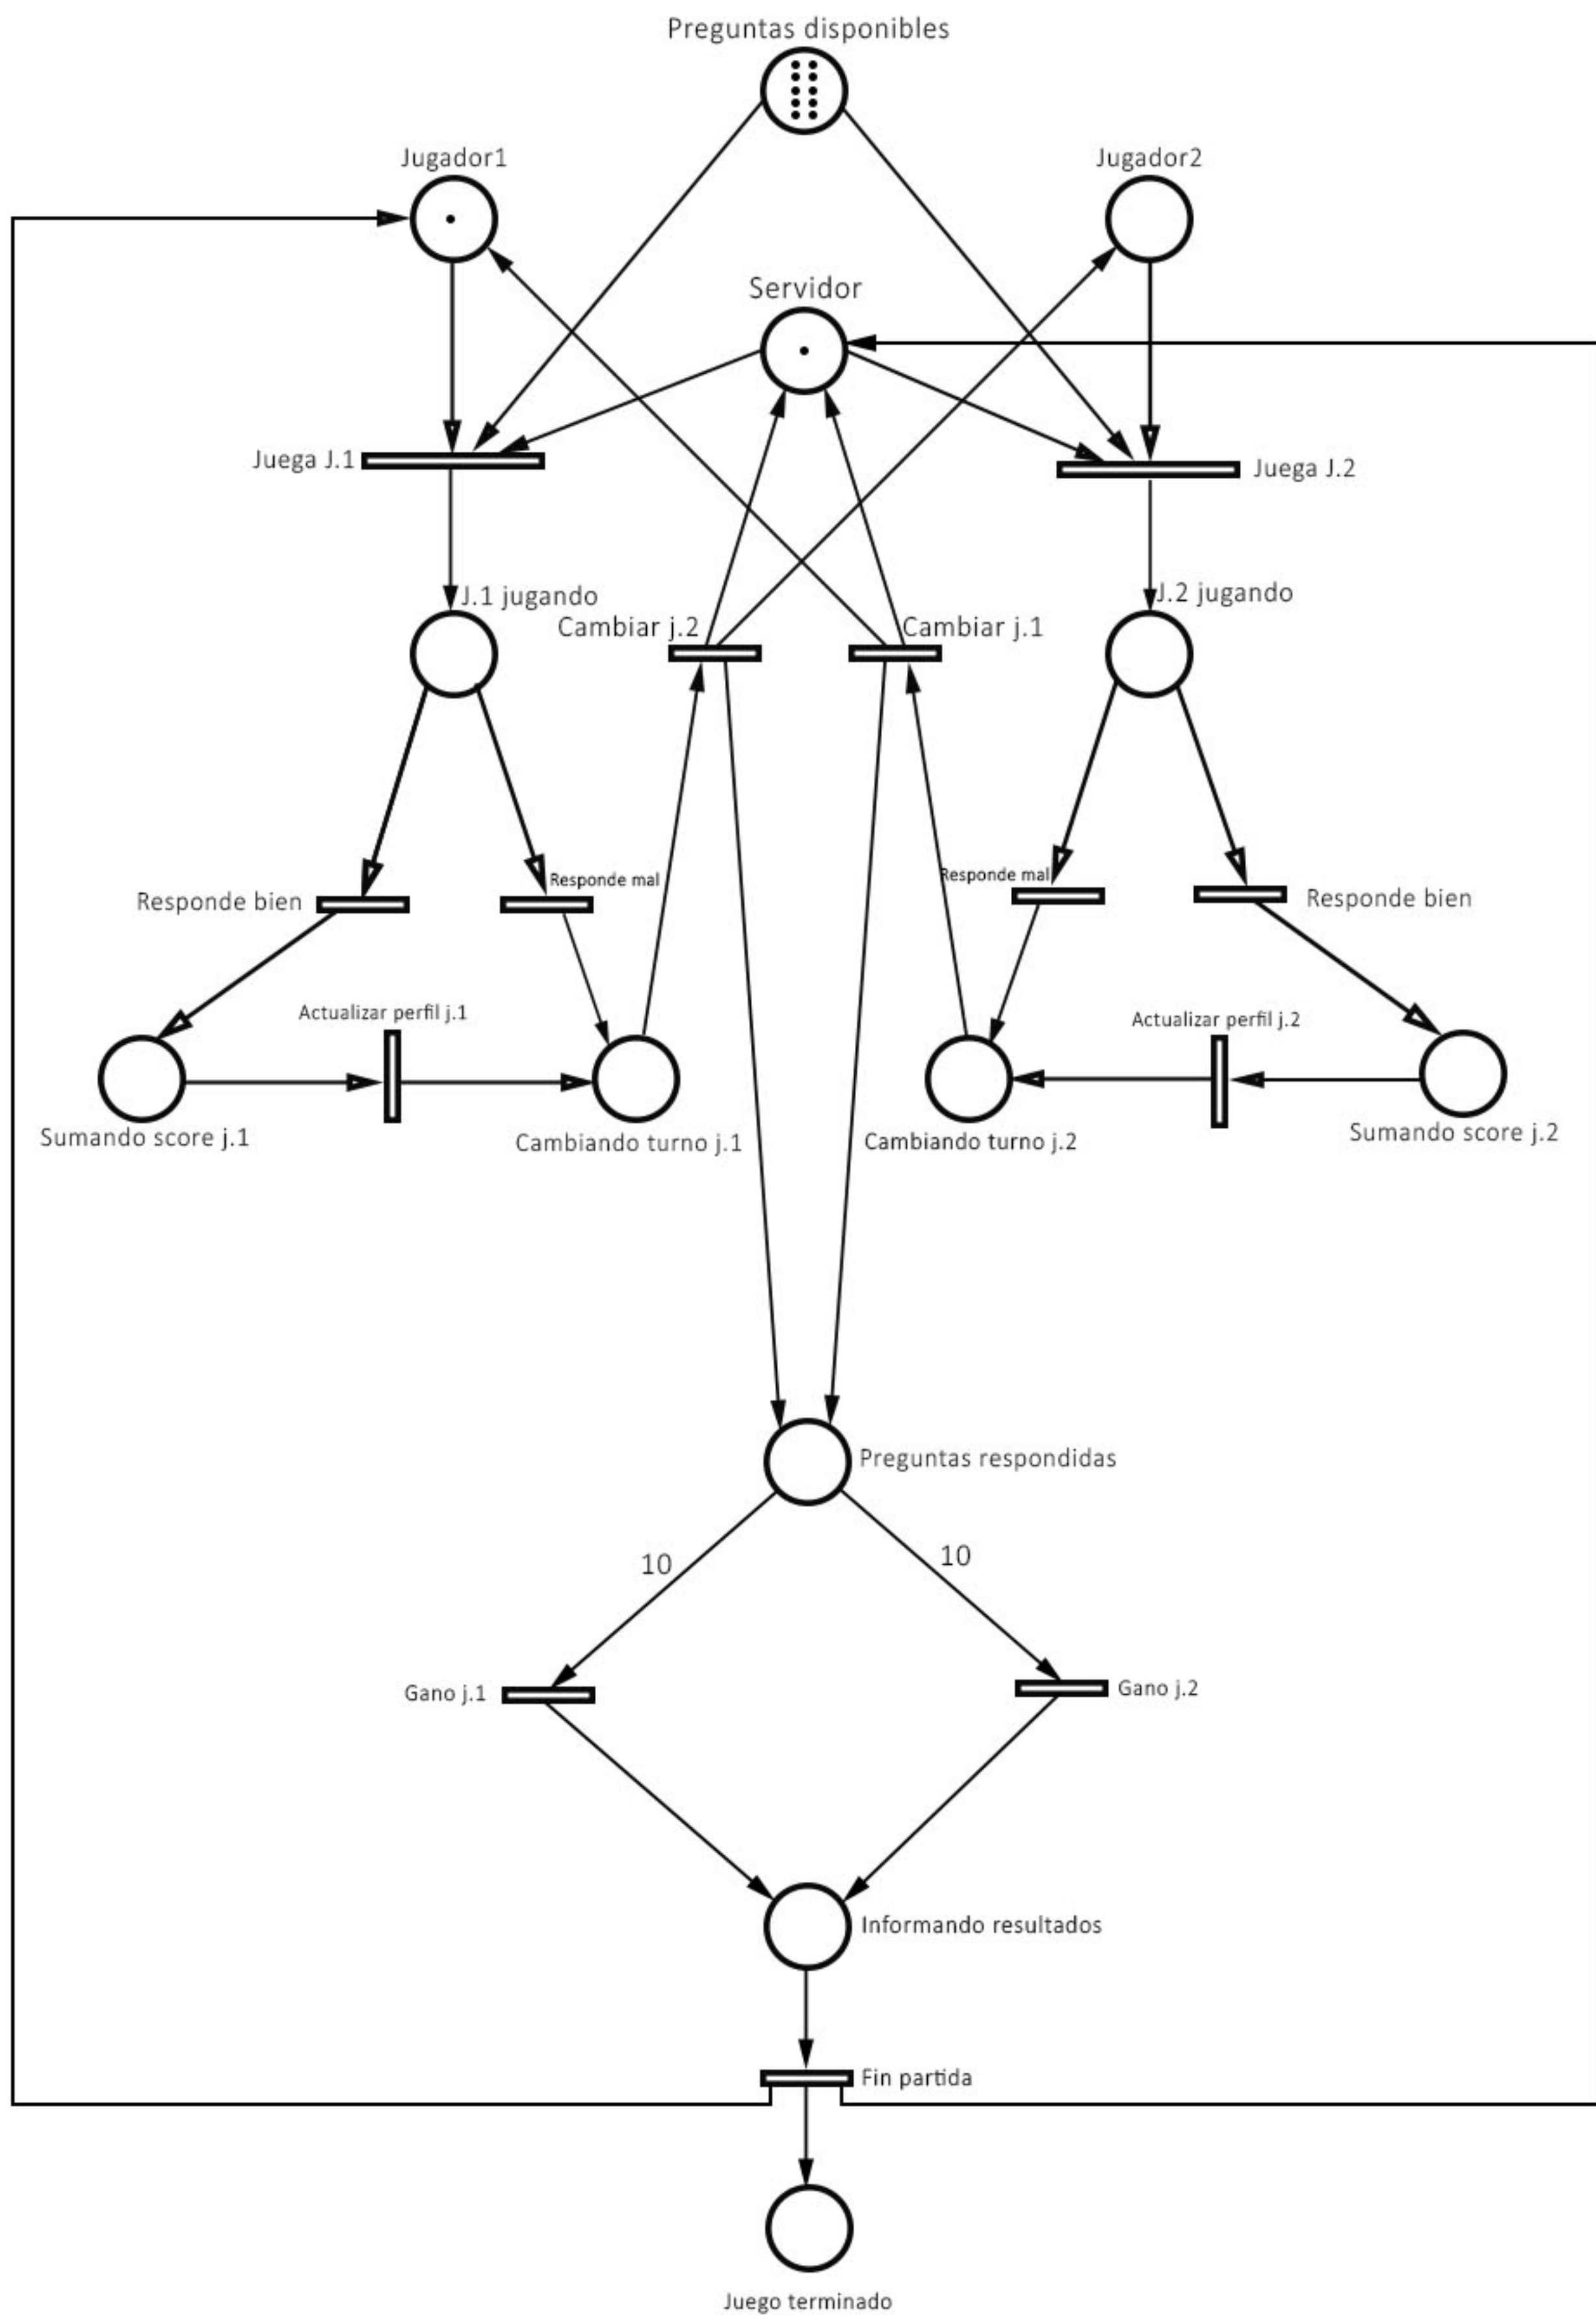 Preguntas disponibles
Jugador1
Jugador2
Servidor
Juega J.1
Juega J.2
J.1 jugando
J.2 jugando
Cambiar j.2
Cambiar j.1
Responde bien
Responde mal
Responde mal
Responde bien
Actualizar perfil j.1
Actualizar perfil j.2
Sumando score j.1
Cambiando turno j.1
Cambiando turno j.2
Sumando score j.2
Preguntas respondidas
10
10
Gano j.1
Gano j.2
Informando resultados
Fin partida
Juego terminado